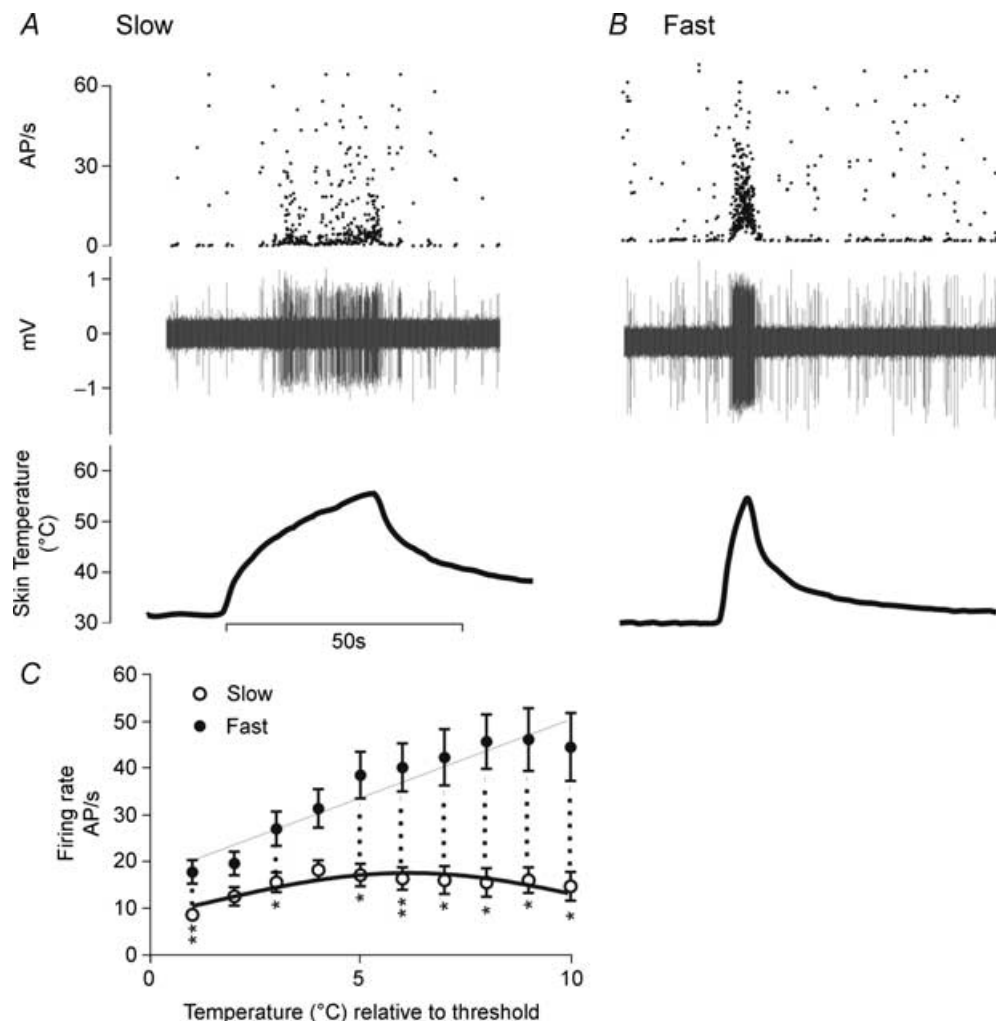 A Slow
B Fast
60
30
0
AP/s
1
0
–1
mV
60
50
40
30
Skin Temperature
(°C)
50s
C
Slow
Fast
60
50
40
30
20
10
0
Firing rate
AP/s
**
*
*
**
*
*
*
*
0 5 10
Temperature (°C) relative to threshold